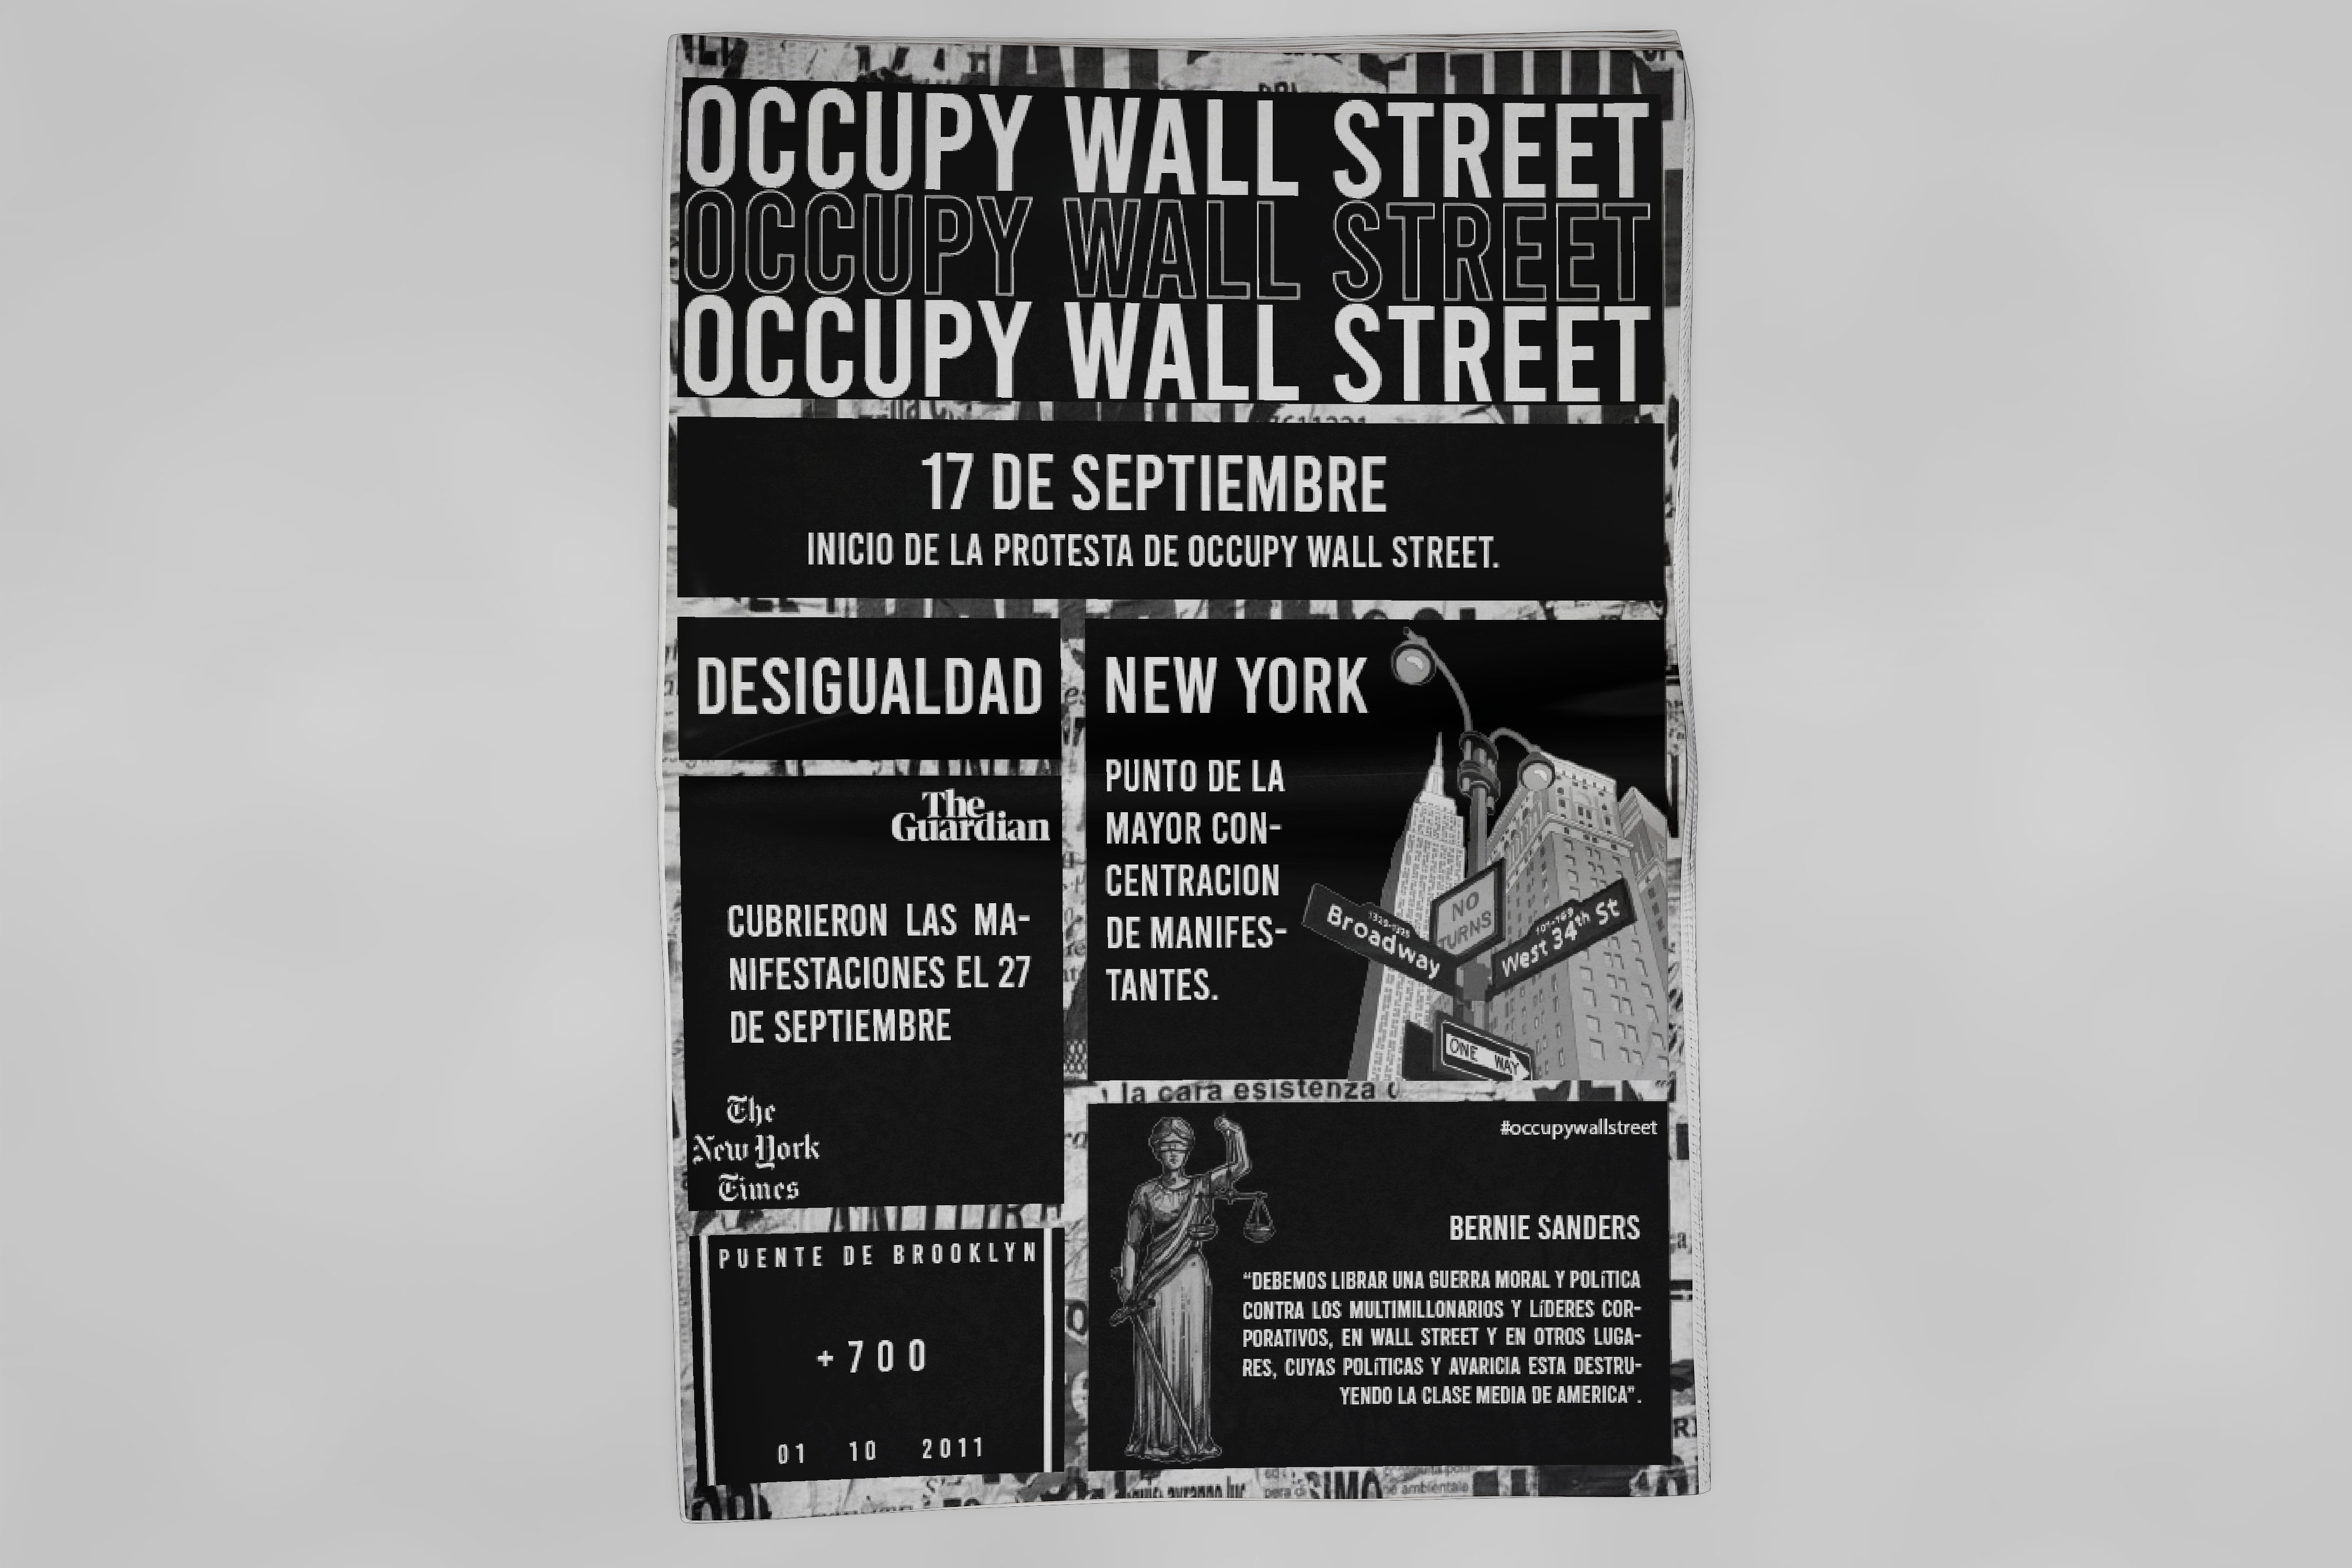 OCCUPY WALL STREET
OCCUPY WALL STREET
OCCUPY WALL STREET
17 DE SEPTIEMBRE
INICIO DE LA PROTESTA DE OCCUPY WALL STREET.
DESIGUALDAD
The
Guardian
CUBRIERON LAS MA-
NIFESTACIONES EL 27
DE SEPTIEMBRE
The
New York
Times
PUENTE DE BROOKLYN
+700
01 10 2011
NEW YORK
PUNTO DE LA
MAYOR CON-
CENTRACION
DE MANIFES-
TANTES.
NO
TURNS
1329-1335
Broadway
West 34th St
ONE WAY
la cara esistenza
#occupywallstreet
BERNIE SANDERS
“DEBEMOS LIBRAR UNA GUERRA MORAL Y POLíTICA
CONTRA LOS MULTIMILLONARIOS Y LíDERES COR-
PORATIVOS, EN WALL STREET Y EN OTROS LUGA-
RES, CUYAS POLíTICAS Y AVARICIA ESTA DESTRU-
YENDO LA CLASE MEDIA DE AMERICA”.